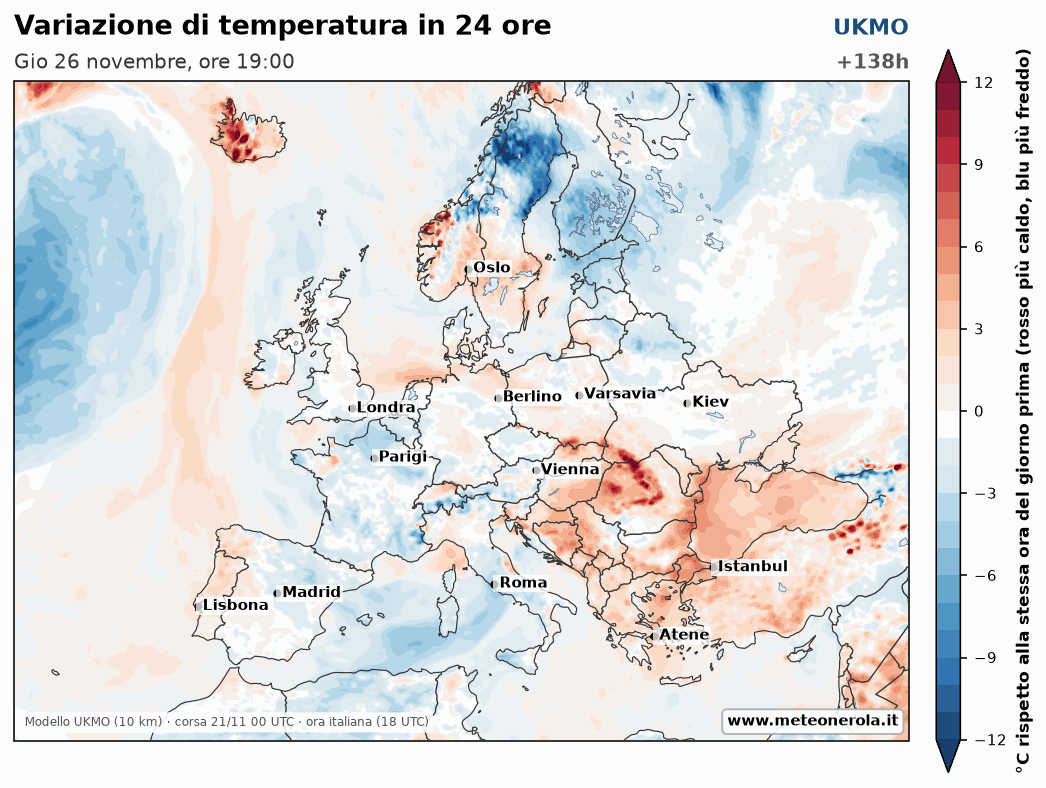 Variazione di temperatura in 24 ore
UKMO
Gio 26 novembre, ore 19:00
+138h
Oslo
Londra
Berlino
Varsavia
Kiev
Parigi
Vienna
Istanbul
Roma
Madrid
Lisbona
Atene
Modello UKMO (10 km) · corsa 21/11 00 UTC · ora italiana (18 UTC)
www.meteonerola.it
12
9
6
3
0
−3
−6
−9
−12
°C rispetto alla stessa ora del giorno prima (rosso più caldo, blu più freddo)